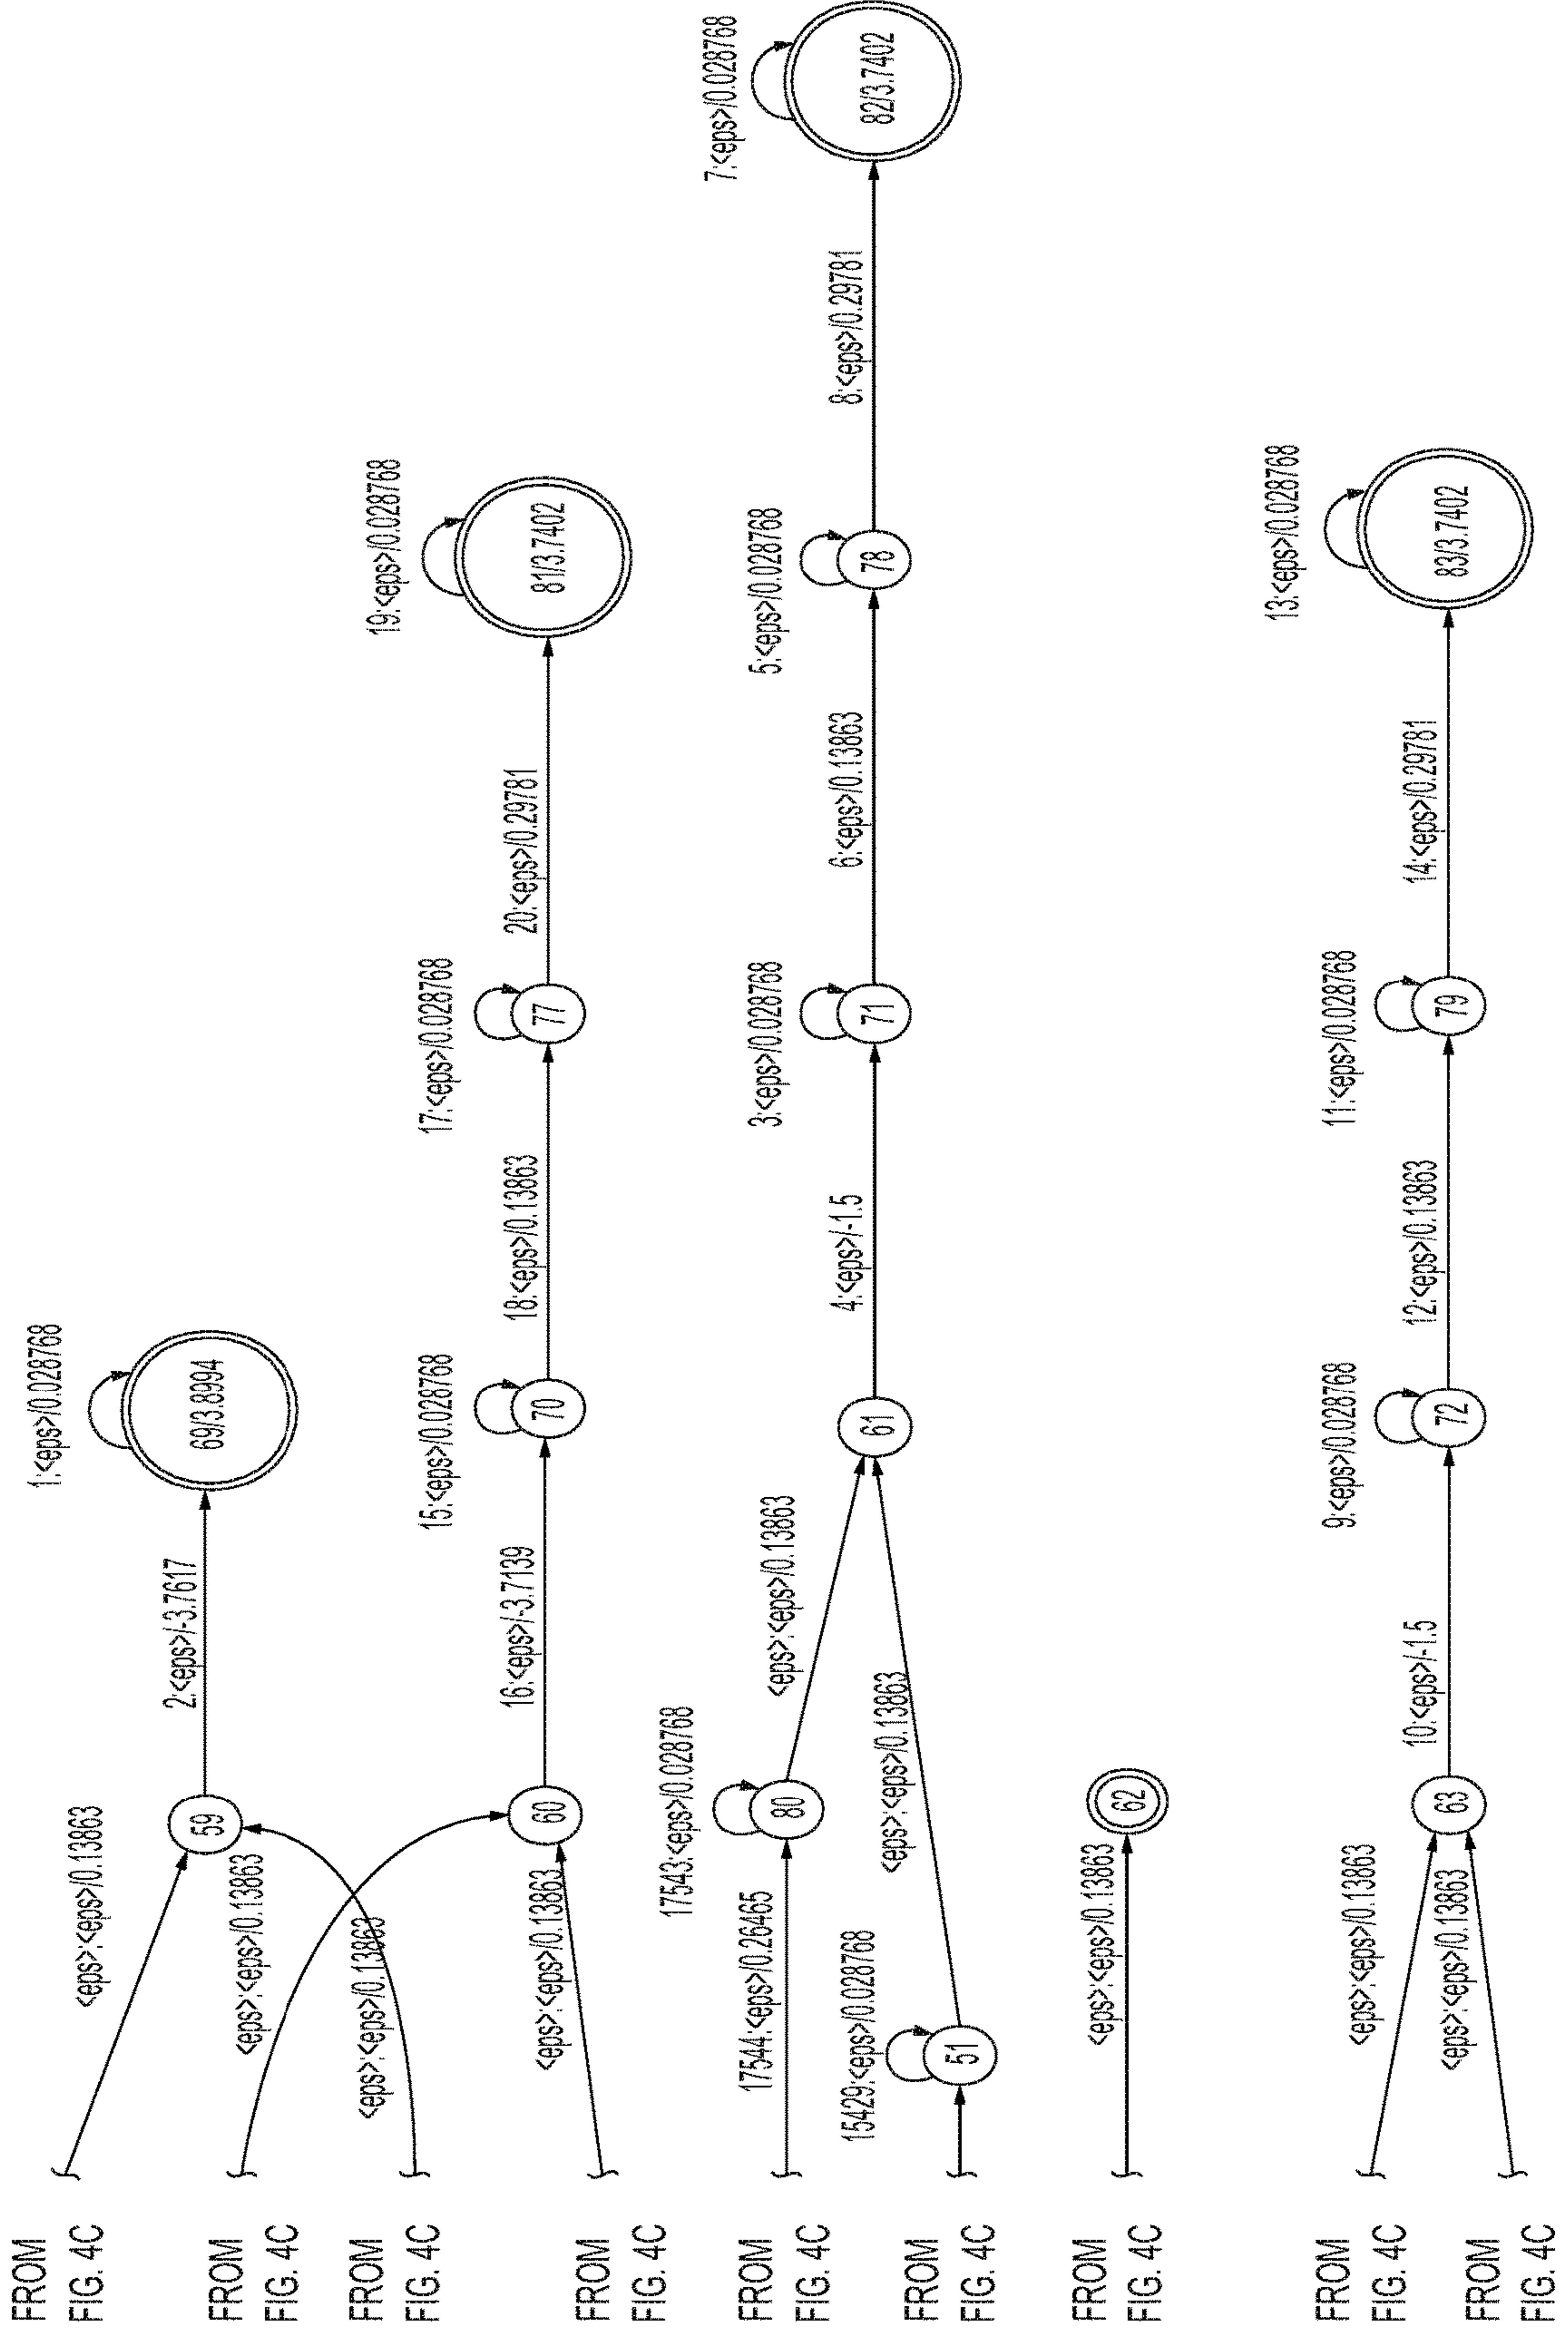 FROM
FIG. 4C
<eps>:<eps>/0.13863
59
2:<eps>/-3.7617
1:<eps>/0.028768
69/3.8994
FROM
FIG. 4C
<eps>:<eps>/0.13863
FROM
FIG. 4C
<eps>:<eps>/0.13863
60
16:<eps>/-3.7139
15:<eps>/0.028768
70
18:<eps>/0.13863
17:<eps>/0.028768
77
20:<eps>/0.29781
19:<eps>/0.028768
81/3.7402
FROM
FIG. 4C
<eps>:<eps>/0.13863
FROM
FIG. 4C
17544:<eps>/0.26465
17543:<eps>/0.028768
80
<eps>:<eps>/0.13863
61
4:<eps>/-1.5
3:<eps>/0.028768
71
6:<eps>/0.13863
5:<eps>/0.028768
78
8:<eps>/0.29781
7:<eps>/0.028768
82/3.7402
FROM
FIG. 4C
15429:<eps>/0.028768
51
<eps>:<eps>/0.13863
FROM
FIG. 4C
<eps>:<eps>/0.13863
62
FROM
FIG. 4C
<eps>:<eps>/0.13863
63
10:<eps>/-1.5
9:<eps>/0.028768
72
12:<eps>/0.13863
11:<eps>/0.028768
79
14:<eps>/0.29781
13:<eps>/0.028768
83/3.7402
FROM
FIG. 4C
<eps>:<eps>/0.13863